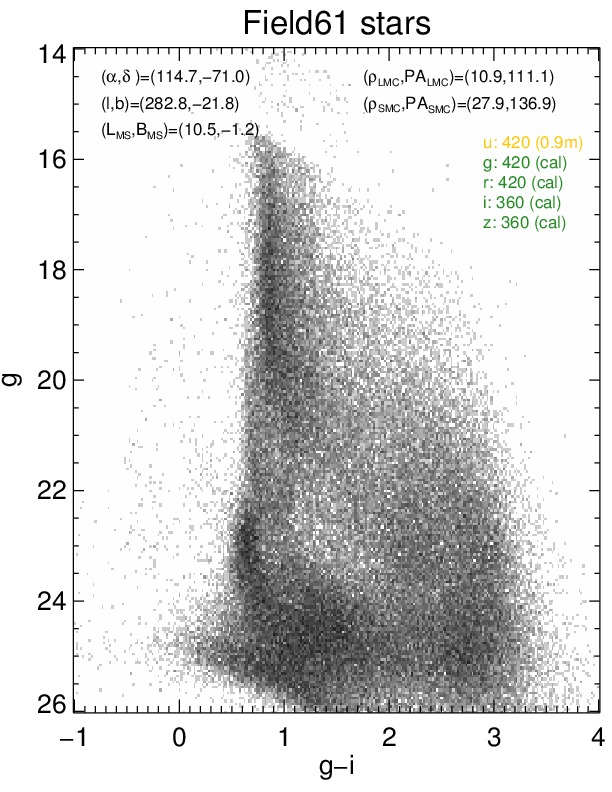 Field61 stars
(α,δ )=(114.7,−71.0)
(ρLMC,PALMC)=(10.9,111.1)
(l,b)=(282.8,−21.8)
(ρSMC,PASMC)=(27.9,136.9)
(LMS,BMS)=(10.5,−1.2)
u: 420 (0.9m)
g: 420 (cal)
r: 420 (cal)
i: 360 (cal)
z: 360 (cal)
14
16
18
20
22
24
26
g
−1 0 1 2 3 4
g−i